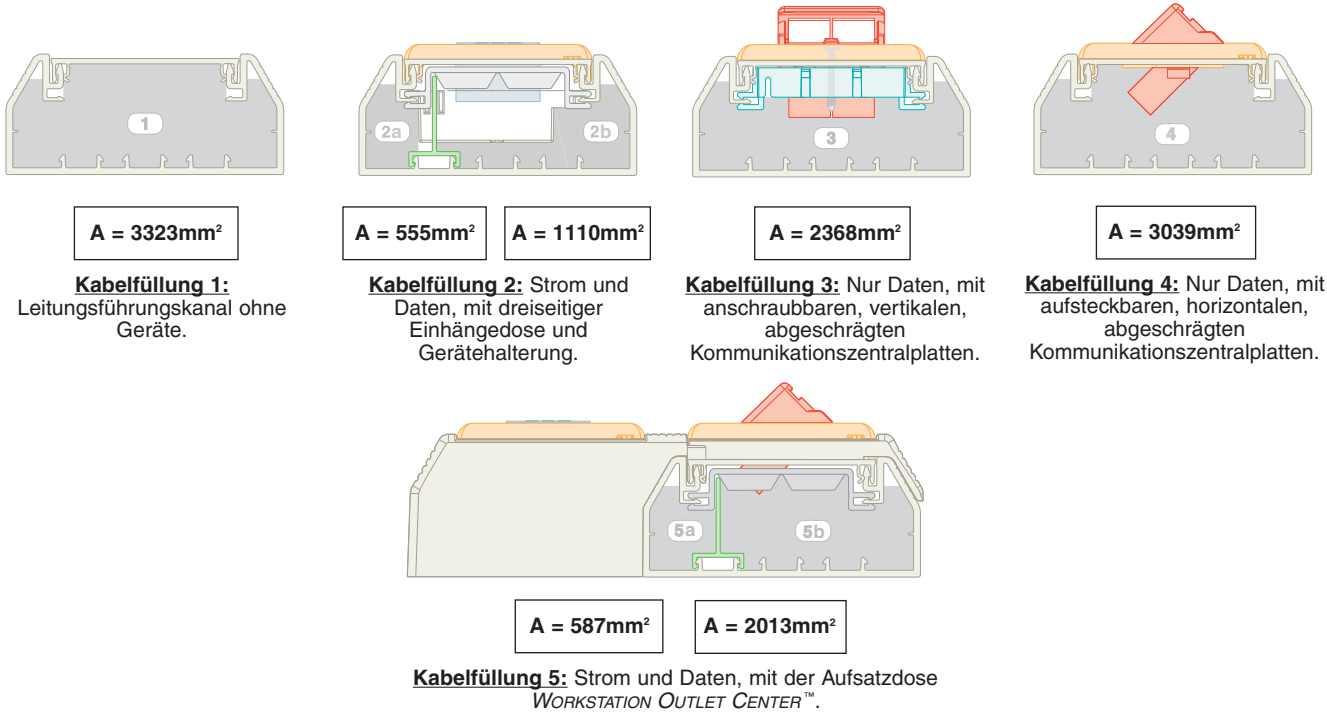 1
2a
2b
3
4
A = 3323mm²
A = 555mm²
A = 1110mm²
A = 2368mm²
A = 3039mm²
Kabelfüllung 1:
Leitungsführungskanal ohne
Geräte.
Kabelfüllung 2: Strom und
Daten, mit dreiseitiger
Einhängedose und
Gerätehalterung.
Kabelfüllung 3: Nur Daten, mit
anschraubbaren, vertikalen,
abgeschrägten
Kommunikationszentralplatten.
Kabelfüllung 4: Nur Daten, mit
aufsteckbaren, horizontalen,
abgeschrägten
Kommunikationszentralplatten.
5a
5b
A = 587mm²
A = 2013mm²
Kabelfüllung 5: Strom und Daten, mit der Aufsatzdose
WORKSTATION OUTLET CENTER™.